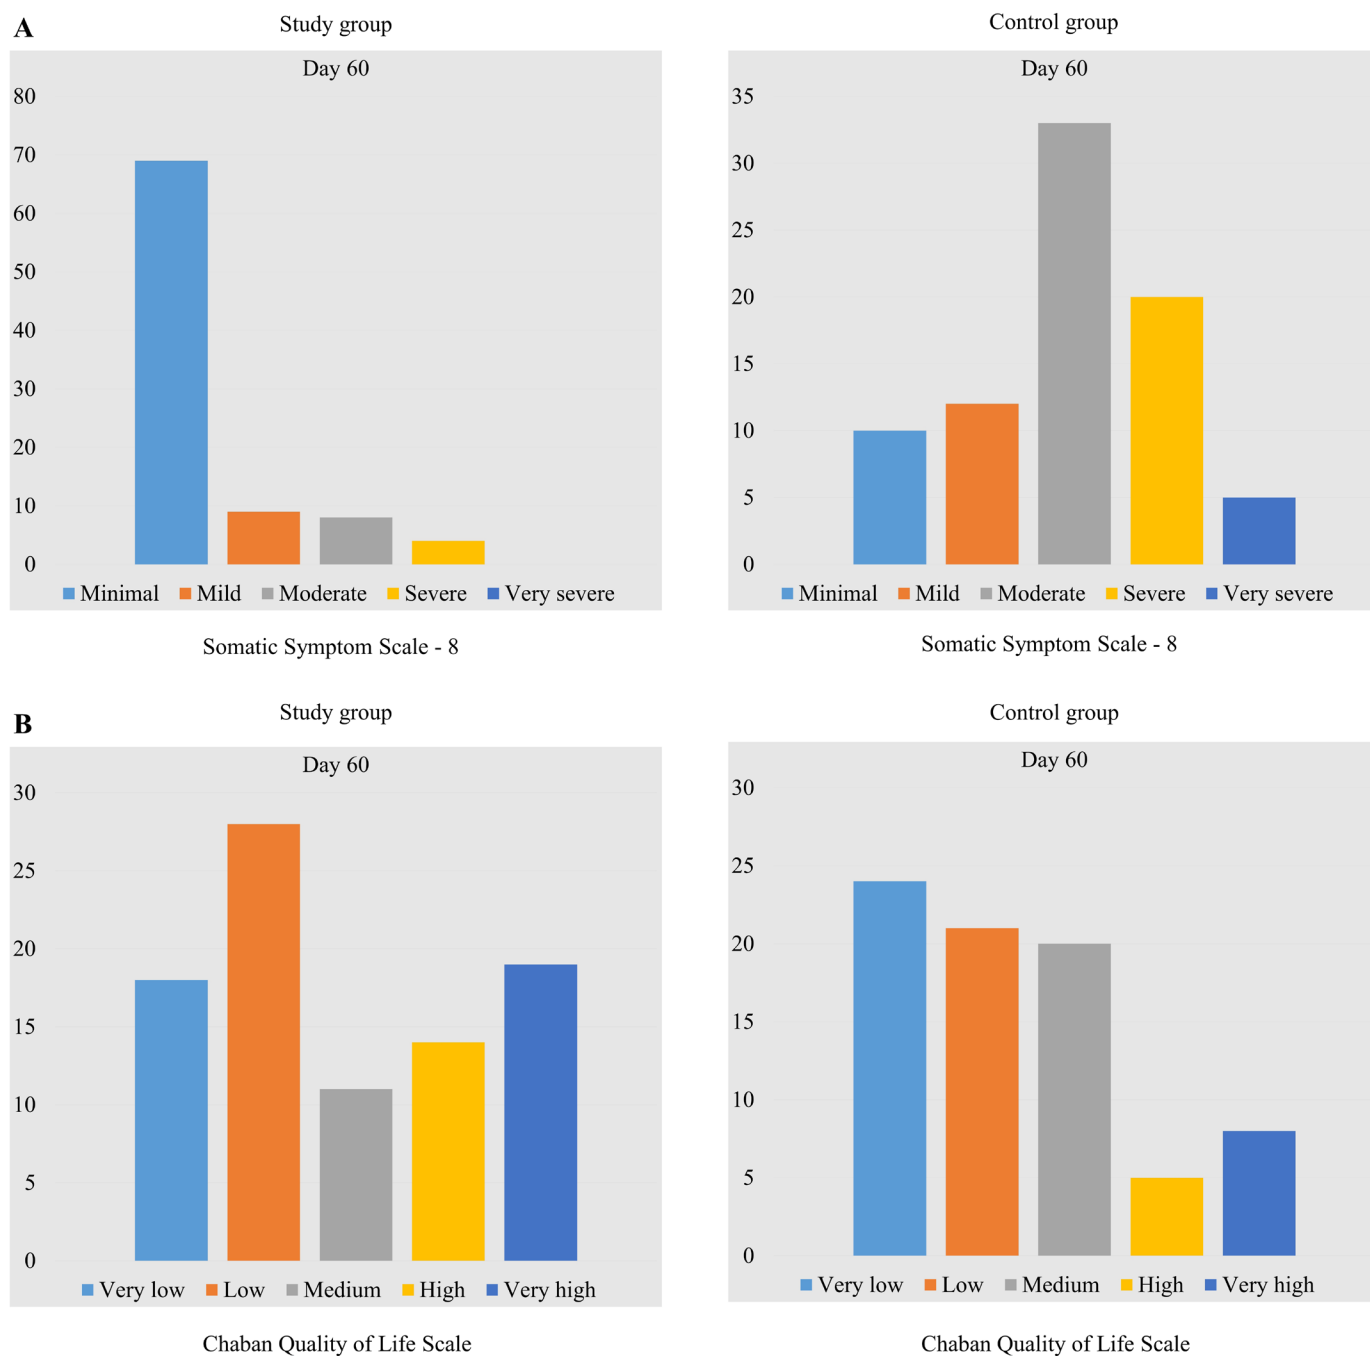 A
Study group
Day 60
80
70
60
50
40
30
20
10
0
Minimal Mild Moderate Severe Very severe
Somatic Symptom Scale - 8
Control group
Day 60
35
30
25
20
15
10
5
0
Minimal Mild Moderate Severe Very severe
Somatic Symptom Scale - 8
B
Study group
Day 60
30
25
20
15
10
5
0
Very low Low Medium High Very high
Chaban Quality of Life Scale
Control group
Day 60
30
25
20
15
10
5
0
Very low Low Medium High Very high
Chaban Quality of Life Scale